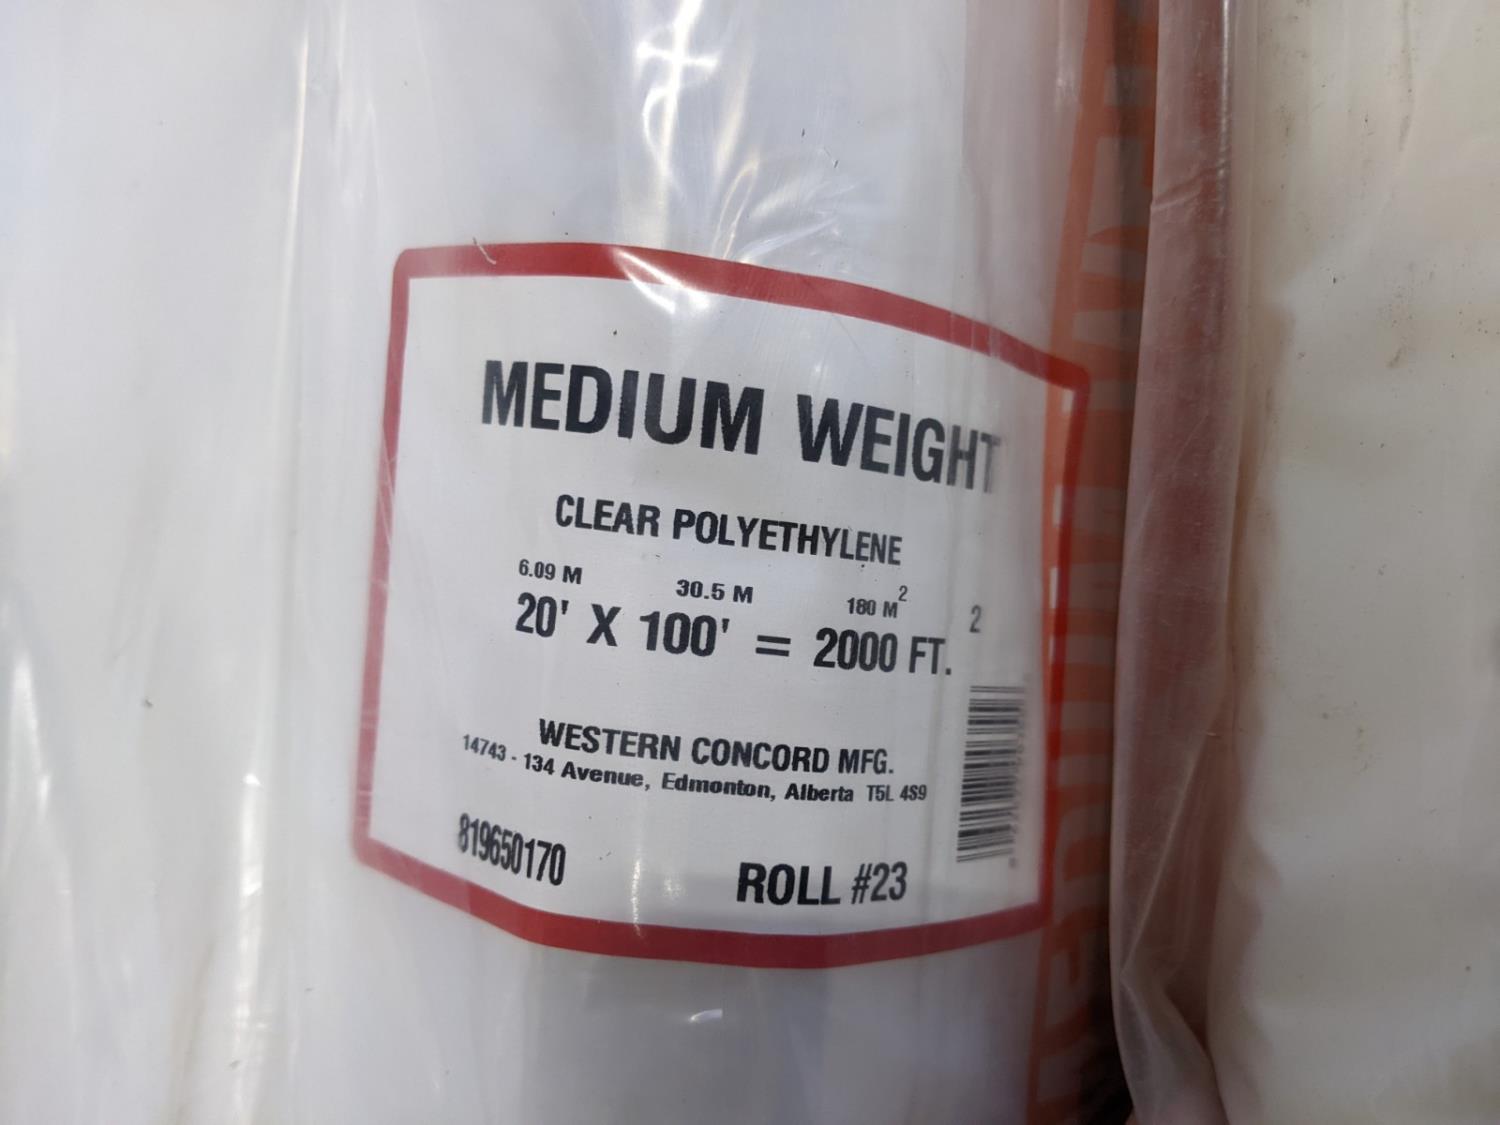 MEDIUM WEIGHT
CLEAR POLYETHYLENE
6.09 M 30.5 M 180 M²
20' X 100' = 2000 FT. 2
WESTERN CONCORD MFG.
14743 - 134 Avenue, Edmonton, Alberta T5L 4S9
819650170
ROLL #23